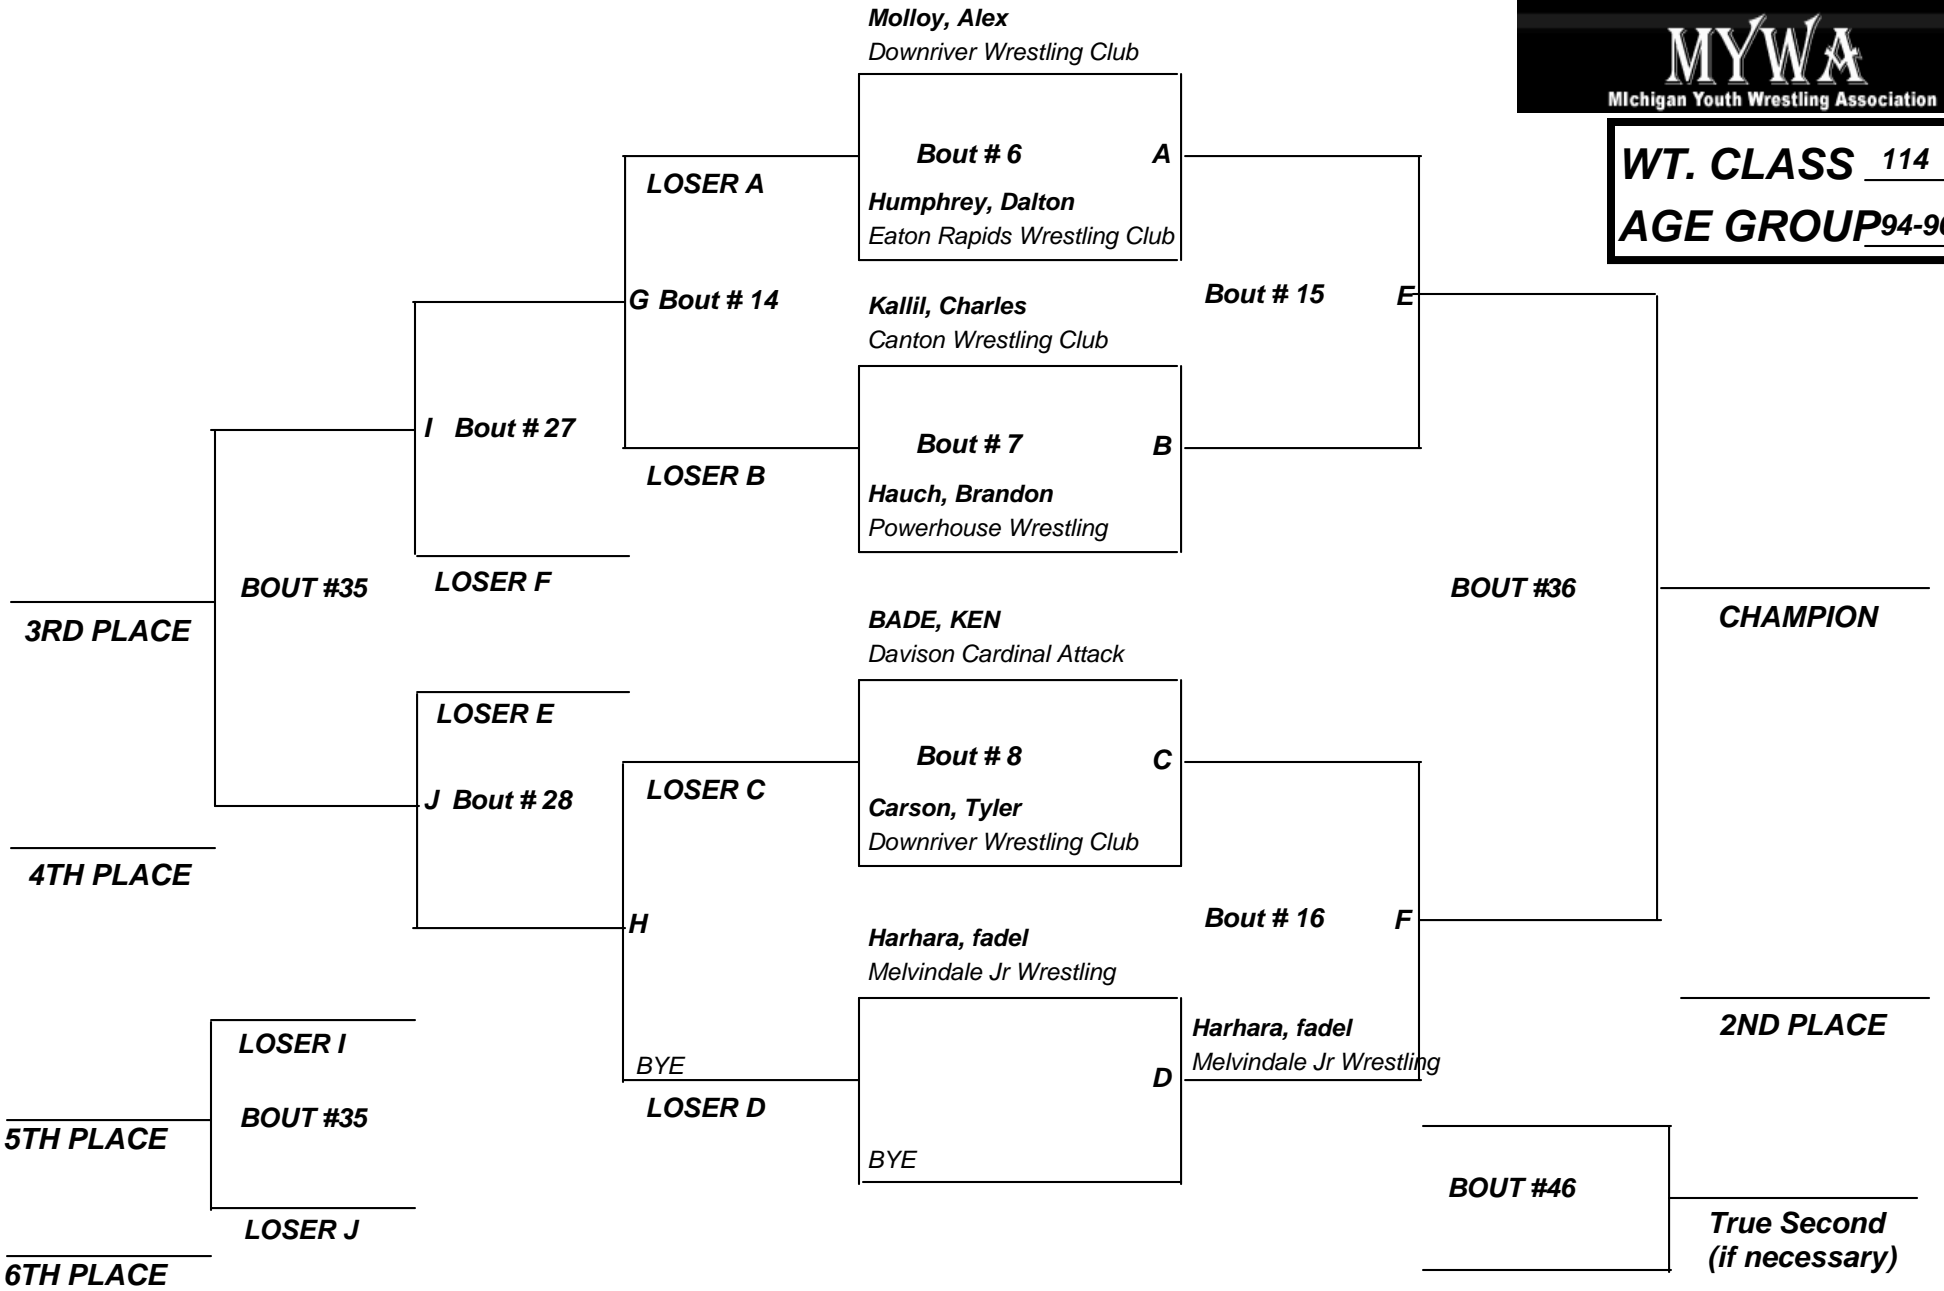 MYWA
MIchigan Youth Wrestling Association
WT. CLASS 114
AGE GROUP 94-96
Molloy, Alex
Downriver Wrestling Club
Bout # 6 A
Humphrey, Dalton
Eaton Rapids Wrestling Club
LOSER A
G Bout # 14
Kallil, Charles
Canton Wrestling Club
Bout # 15 E
I Bout # 27
Bout # 7 B
LOSER B
Hauch, Brandon
Powerhouse Wrestling
LOSER F
BOUT #35
3RD PLACE
BOUT #36
CHAMPION
BADE, KEN
Davison Cardinal Attack
LOSER E
Bout # 8 C
LOSER C
J Bout # 28
Carson, Tyler
Downriver Wrestling Club
4TH PLACE
H
Bout # 16 F
Harhara, fadel
Melvindale Jr Wrestling
Harhara, fadel
Melvindale Jr Wrestling
2ND PLACE
LOSER I
BYE
D
LOSER D
BOUT #35
5TH PLACE
BYE
BOUT #46
LOSER J
True Second
(if necessary)
6TH PLACE